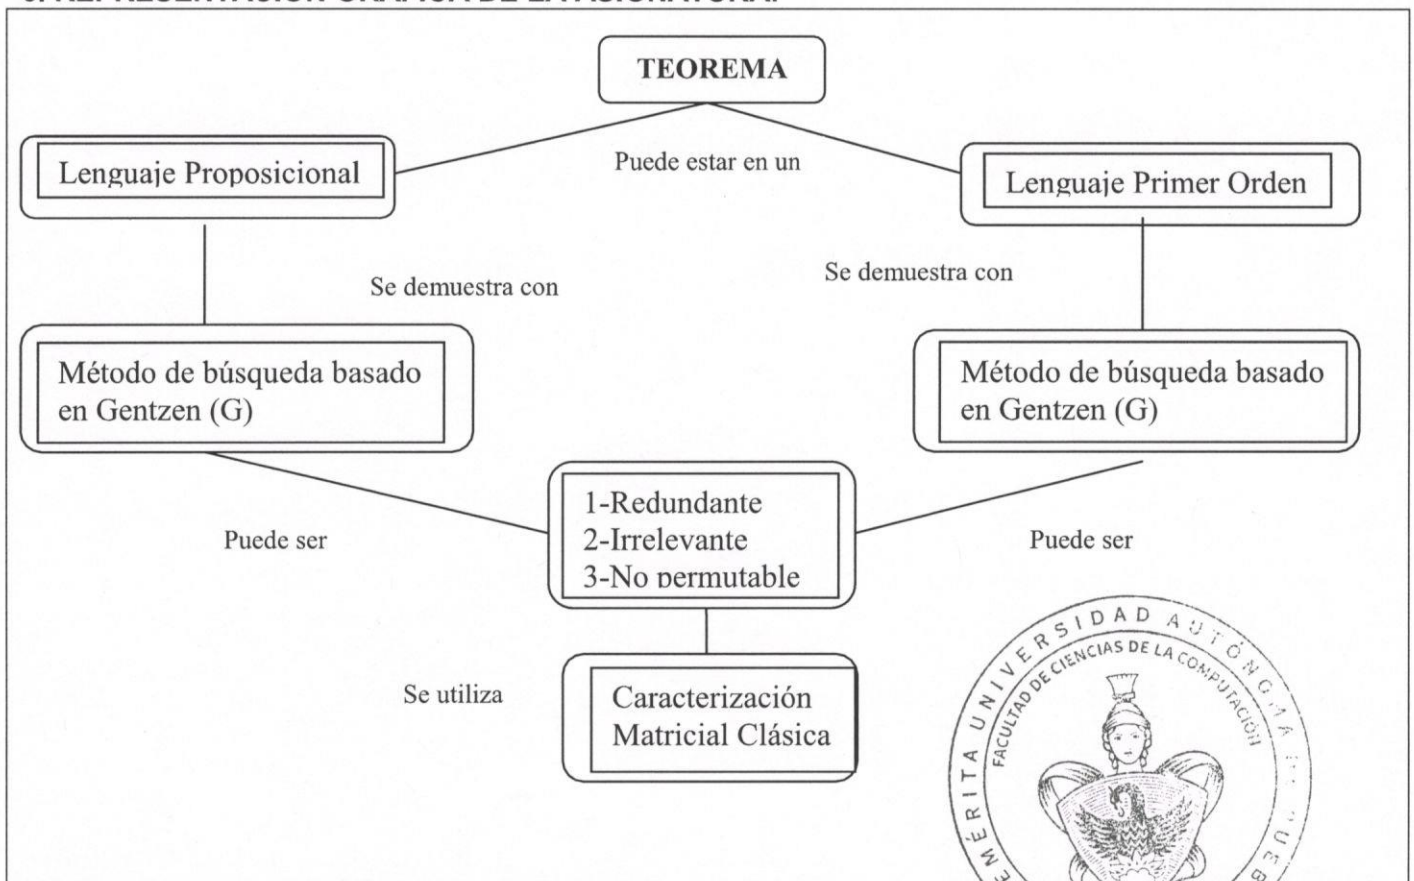 TEOREMA
Lenguaje Proposicional
Puede estar en un
Lenguaje Primer Orden
Se demuestra con
Se demuestra con
Método de búsqueda basado
en Gentzen (G)
Método de búsqueda basado
en Gentzen (G)
1-Redundante
2-Irrelevante
3-No permutable
Puede ser
Puede ser
Se utiliza
Caracterización
Matricial Clásica
UNIVERSIDAD AUTÓNOMA
FACULTAD DE CIENCIAS DE LA COMPUTACIÓN